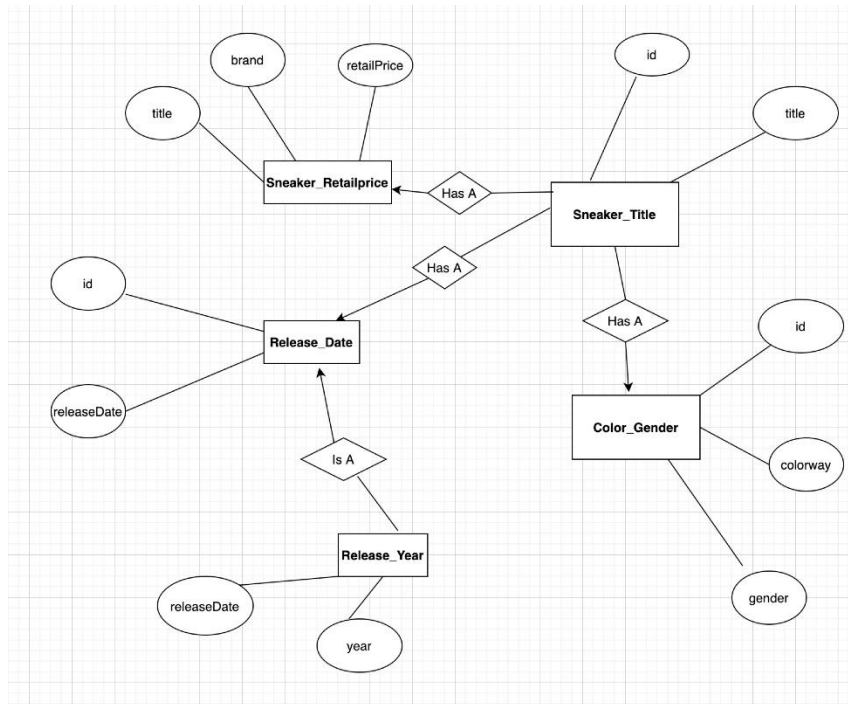 brand
retailPrice
id
title
title
Sneaker_Retailprice
Has A
Sneaker_Title
Has A
id
id
Has A
Release_Date
releaseDate
Color_Gender
Is A
colorway
Release_Year
releaseDate
gender
year